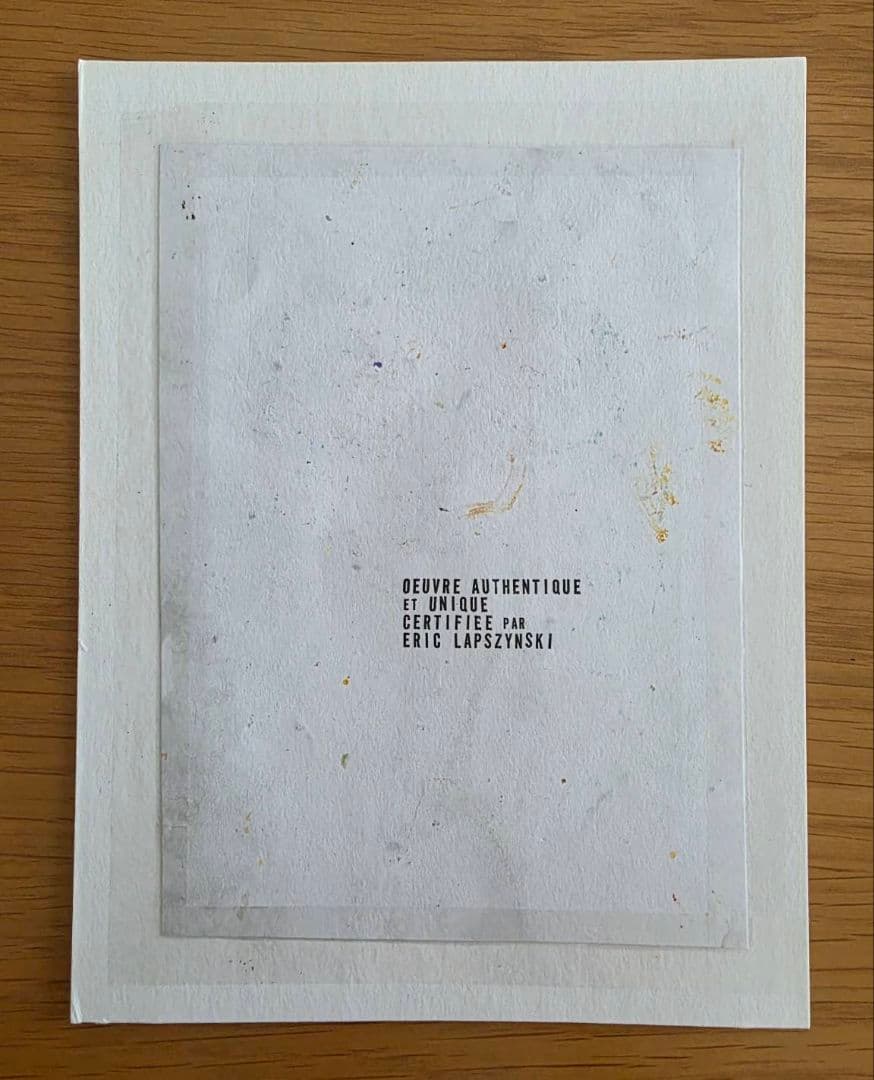 OEUVRE AUTHENTIQUE
ET UNIQUE
CERTIFIEE PAR
ERIC LAPSZYNSKI